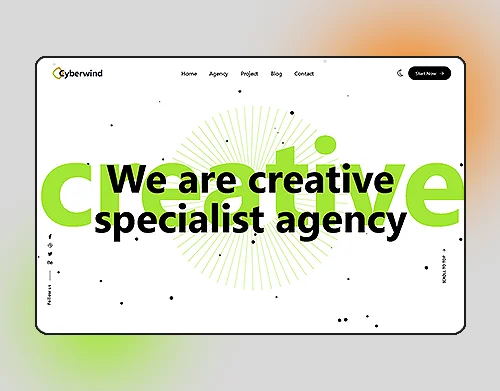 Cyberwind
Home Agency Project Blog Contact
Start Now
creative
We are creative
specialist agency
Follow us
SCROLL TO TOP